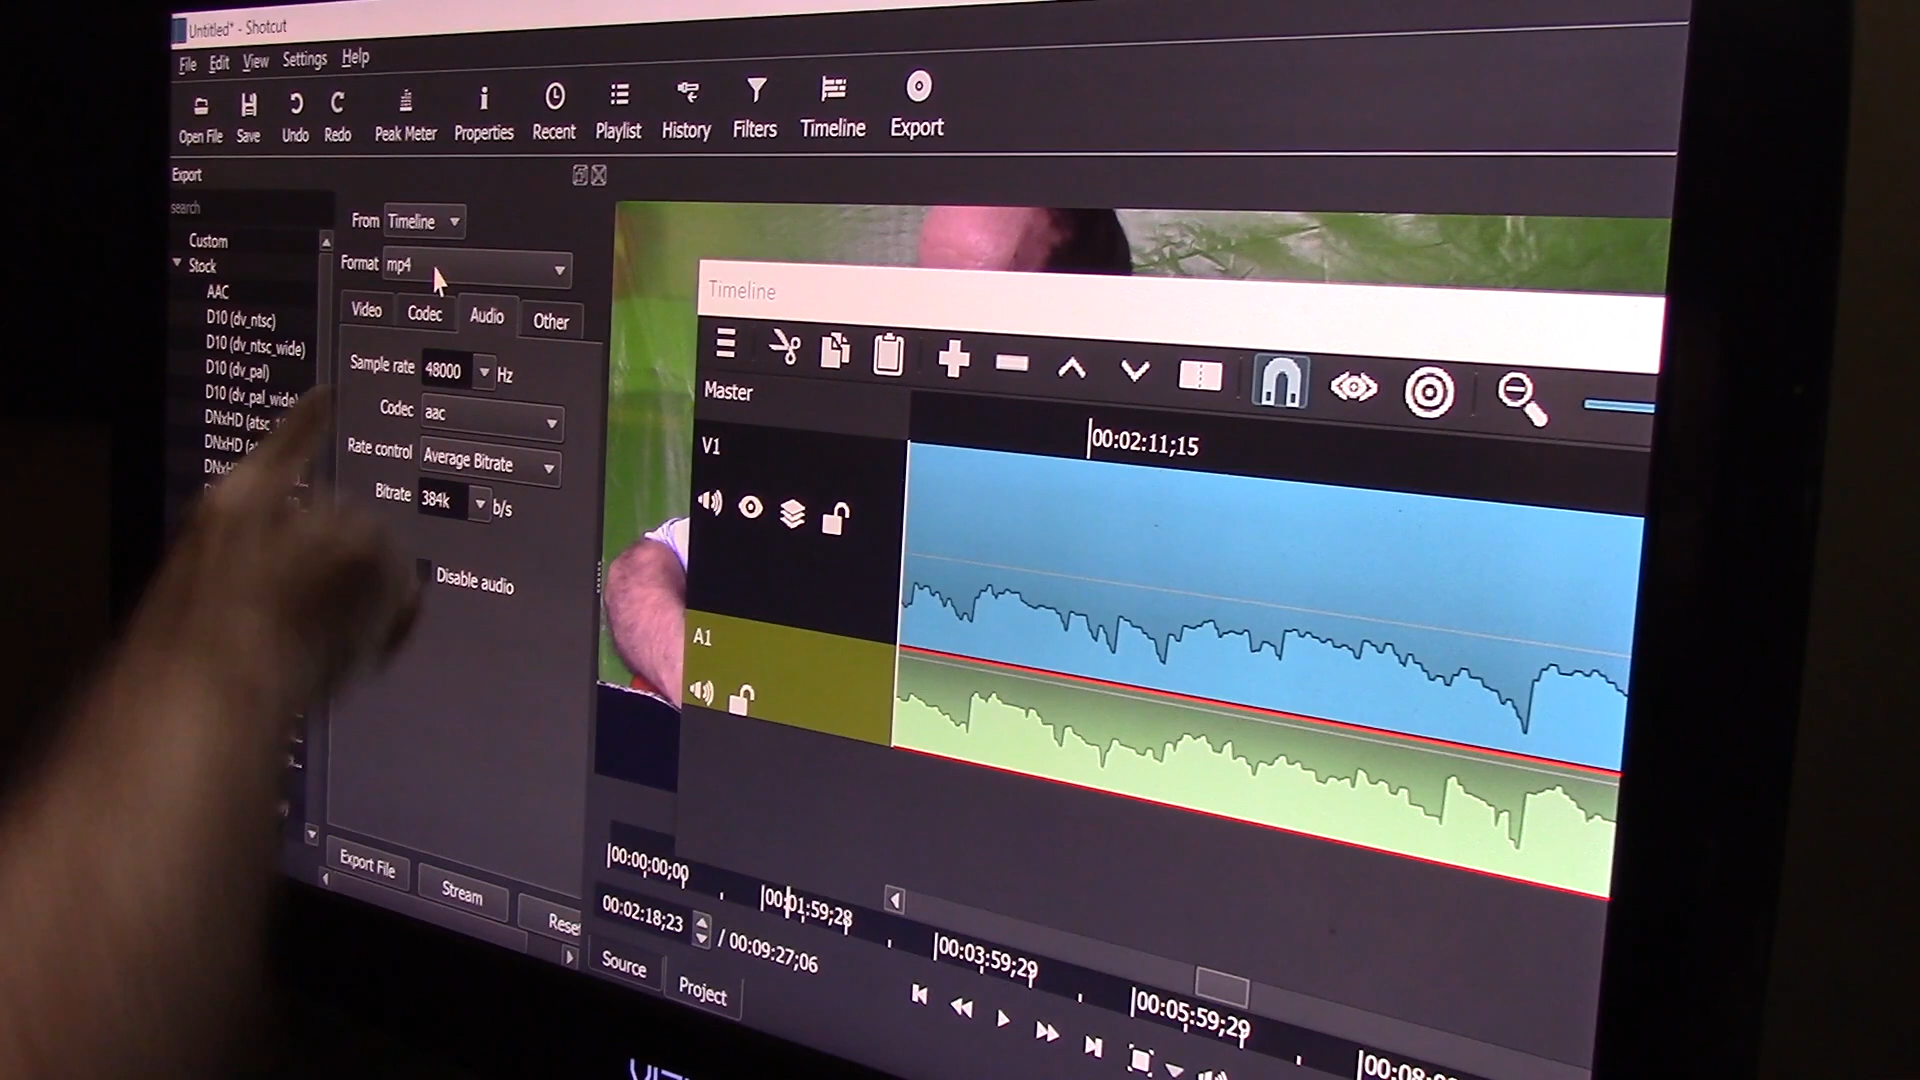 Untitled* - Shotcut
File Edit View Settings Help
Open File Save Undo Redo Peak Meter Properties Recent Playlist History Filters Timeline Export
Export
search
Custom
Stock
AAC
D10 (dv_ntsc)
D10 (dv_ntsc_wide)
D10 (dv_pal)
D10 (dv_pal_wide)
DNxHD (atsc_
DNxHD
From Timeline
Format mp4
Video Codec Audio Other
Sample rate 48000 Hz
Codec aac
Rate control Average Bitrate
Bitrate 384k b/s
Disable audio
Export File Stream Reset
Timeline
Master
00:02:11;15
V1
A1
00:00:00;00 00:01:59;28 00:03:59;29 00:05:59;29
00:02:18;23 / 00:09:27;06
Source Project